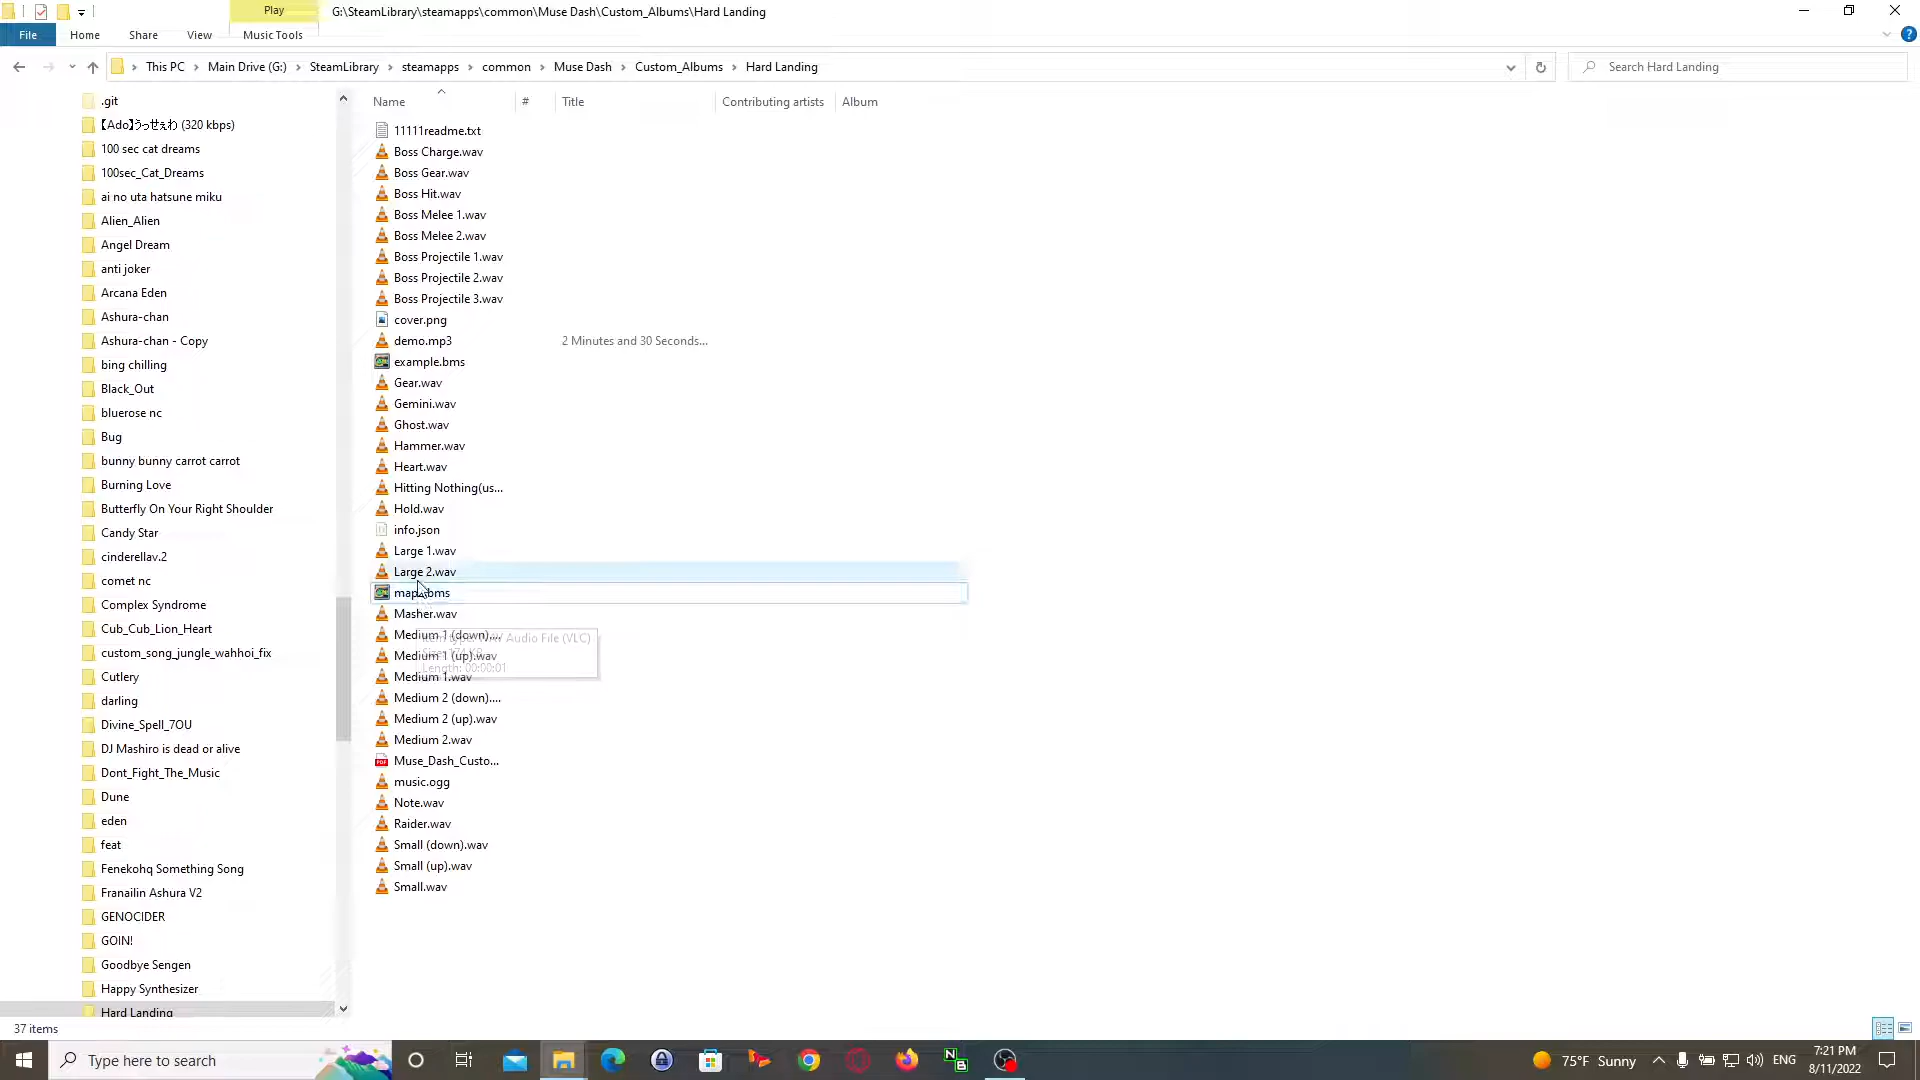 Play
G:\SteamLibrary\steamapps\common\Muse Dash\Custom_Albums\Hard Landing
File Home Share View Music Tools
This PC Main Drive (G:) SteamLibrary steamapps common Muse Dash Custom_Albums Hard Landing
Search Hard Landing
Name # Title Contributing artists Album
.git
【Ado】うっせぇわ (320 kbps)
100 sec cat dreams
100sec_Cat_Dreams
ai no uta hatsune miku
Alien_Alien
Angel Dream
anti joker
Arcana Eden
Ashura-chan
Ashura-chan - Copy
bing chilling
Black_Out
bluerose nc
Bug
bunny bunny carrot carrot
Burning Love
Butterfly On Your Right Shoulder
Candy Star
cinderellav.2
comet nc
Complex Syndrome
Cub_Cub_Lion_Heart
custom_song_jungle_wahhoi_fix
Cutlery
darling
Divine_Spell_7OU
DJ Mashiro is dead or alive
Dont_Fight_The_Music
Dune
eden
feat
Fenekohq Something Song
Franailin Ashura V2
GENOCIDER
GOIN!
Goodbye Sengen
Happy Synthesizer
Hard Landing
11111readme.txt
Boss Charge.wav
Boss Gear.wav
Boss Hit.wav
Boss Melee 1.wav
Boss Melee 2.wav
Boss Projectile 1.wav
Boss Projectile 2.wav
Boss Projectile 3.wav
cover.png
demo.mp3 2 Minutes and 30 Seconds...
example.bms
Gear.wav
Gemini.wav
Ghost.wav
Hammer.wav
Heart.wav
Hitting Nothing(us...
Hold.wav
info.json
Large 1.wav
Large 2.wav
map.bms
Masher.wav
Medium 1 (down)....
Audio File (VLC)
Medium 1 (up).wav
Length: 00:00:01
Medium 1.wav
Medium 2 (down)....
Medium 2 (up).wav
Medium 2.wav
Muse_Dash_Custo...
music.ogg
Note.wav
Raider.wav
Small (down).wav
Small (up).wav
Small.wav
37 items
Type here to search
75°F Sunny
ENG
7:21 PM
8/11/2022